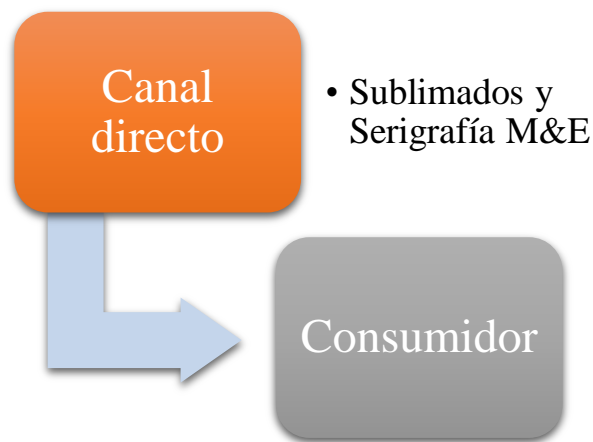 Canal
directo
• Sublimados y
Serigrafía M&E
Consumidor